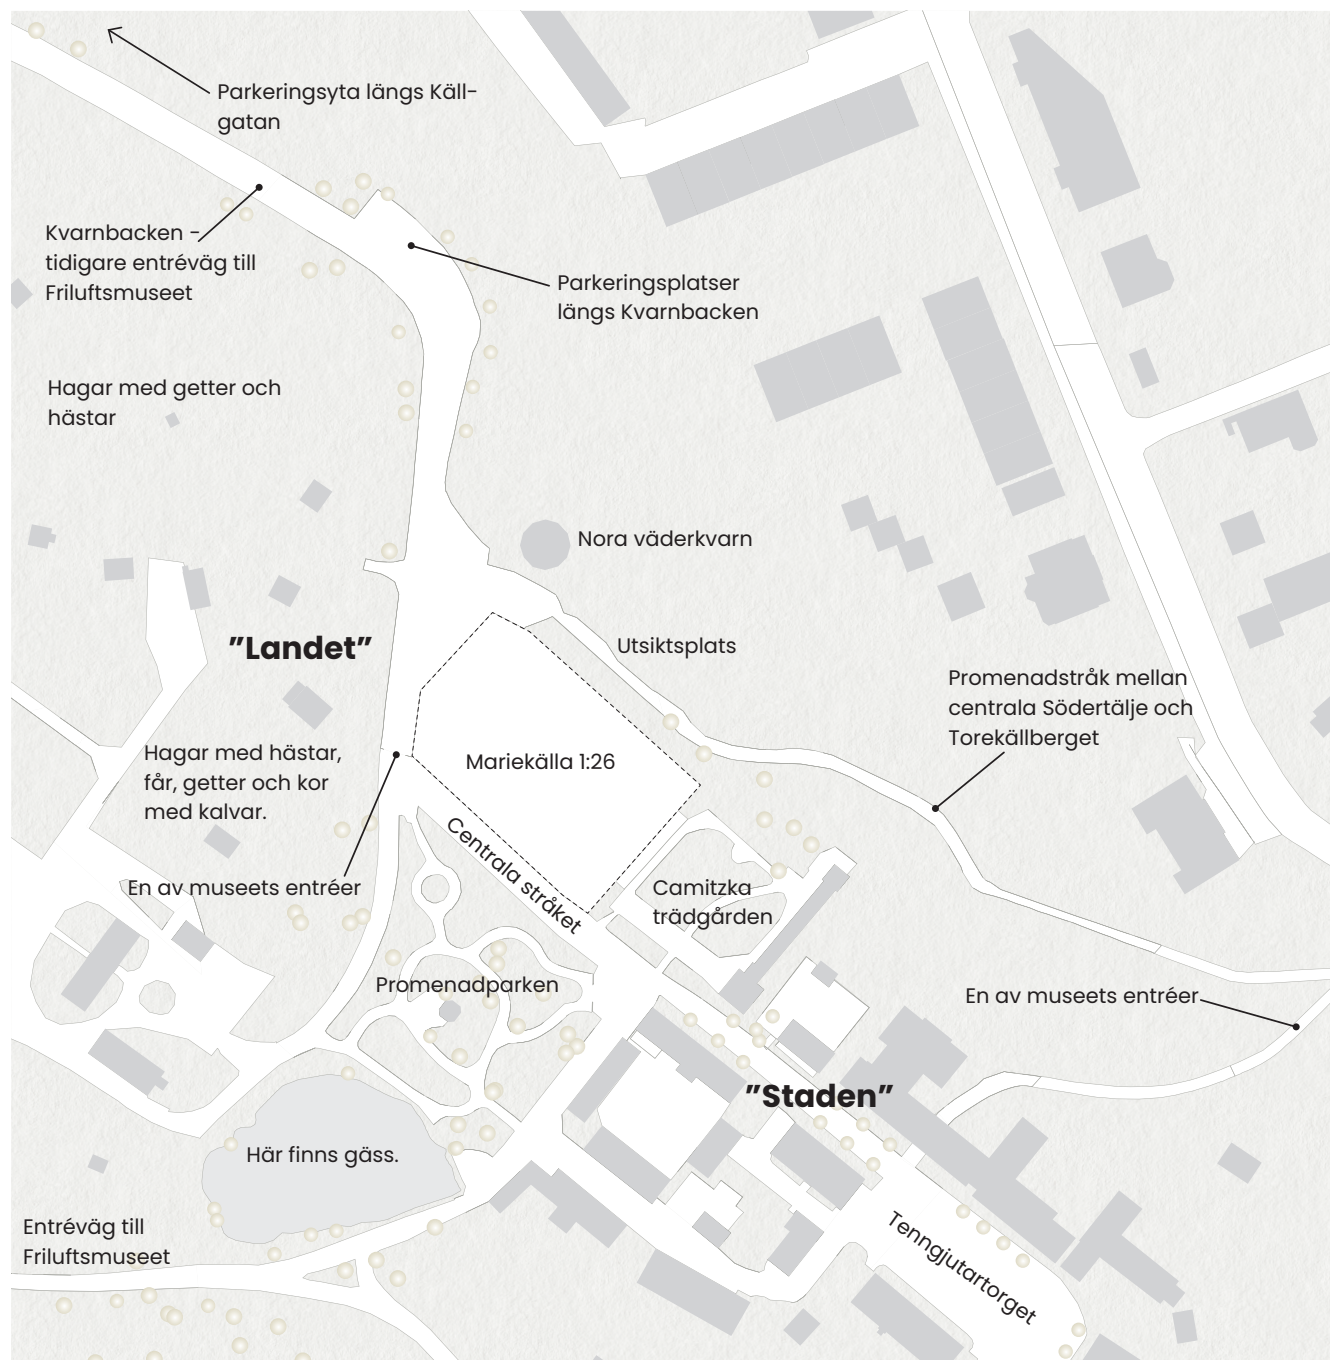 Parkeringsyta längs Käll-
gatan
Kvarnbacken -
tidigare entréväg till
Friluftsmuseet
Parkeringsplatser
längs Kvarnbacken
Hagar med getter och
hästar
Nora väderkvarn
”Landet”
Utsiktsplats
Promenadstråk mellan
centrala Södertälje och
Torekällberget
Hagar med hästar,
får, getter och kor
med kalvar.
Mariekälla 1:26
Centrala stråket
En av museets entréer
Camitzka
trädgården
Promenadparken
En av museets entréer
”Staden”
Här finns gäss.
Entréväg till
Friluftsmuseet
Tenngjutartorget